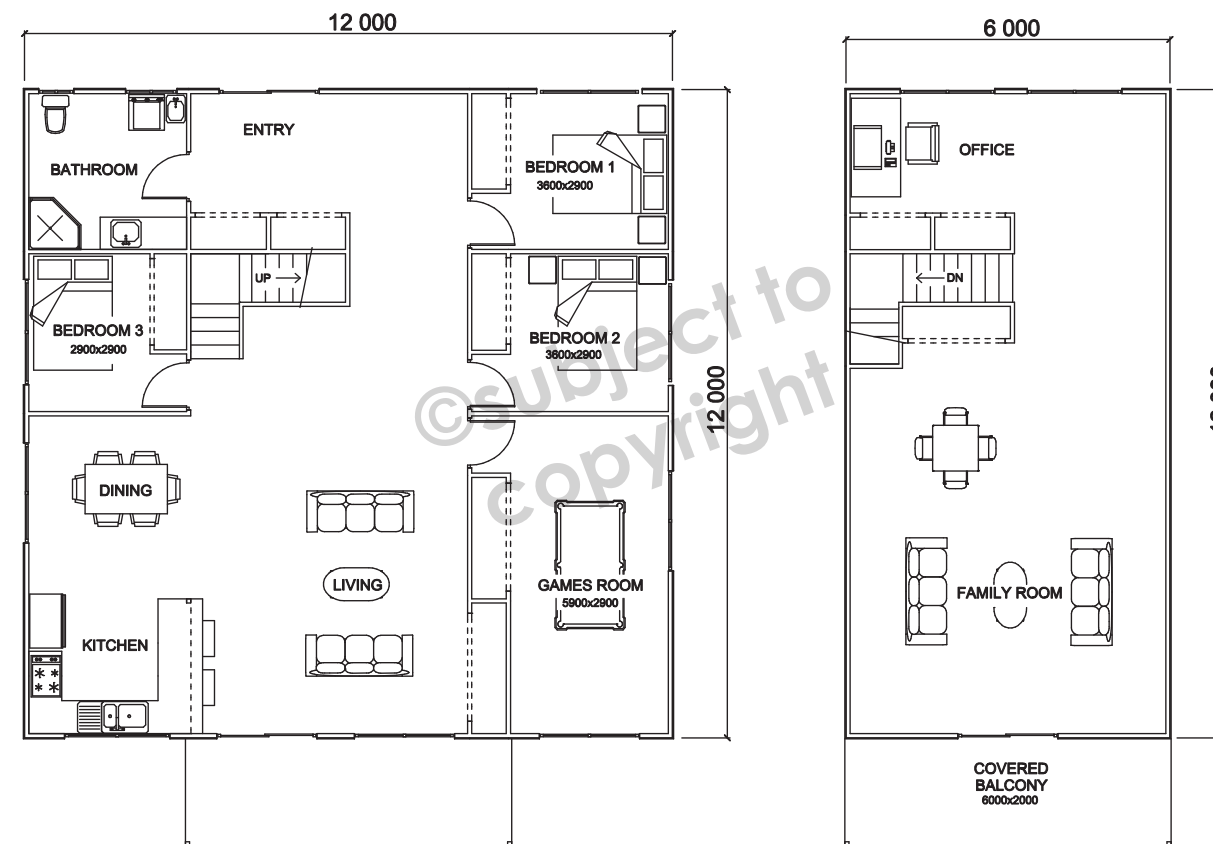 12 000
6 000
ENTRY
BATHROOM
BEDROOM 1
3600x2900
OFFICE
UP
DN
BEDROOM 3
2900x2900
BEDROOM 2
3600x2900
©subject to
copyright
12 000
DINING
LIVING
GAMES ROOM
5900x2900
FAMILY ROOM
KITCHEN
COVERED
BALCONY
6000x2000